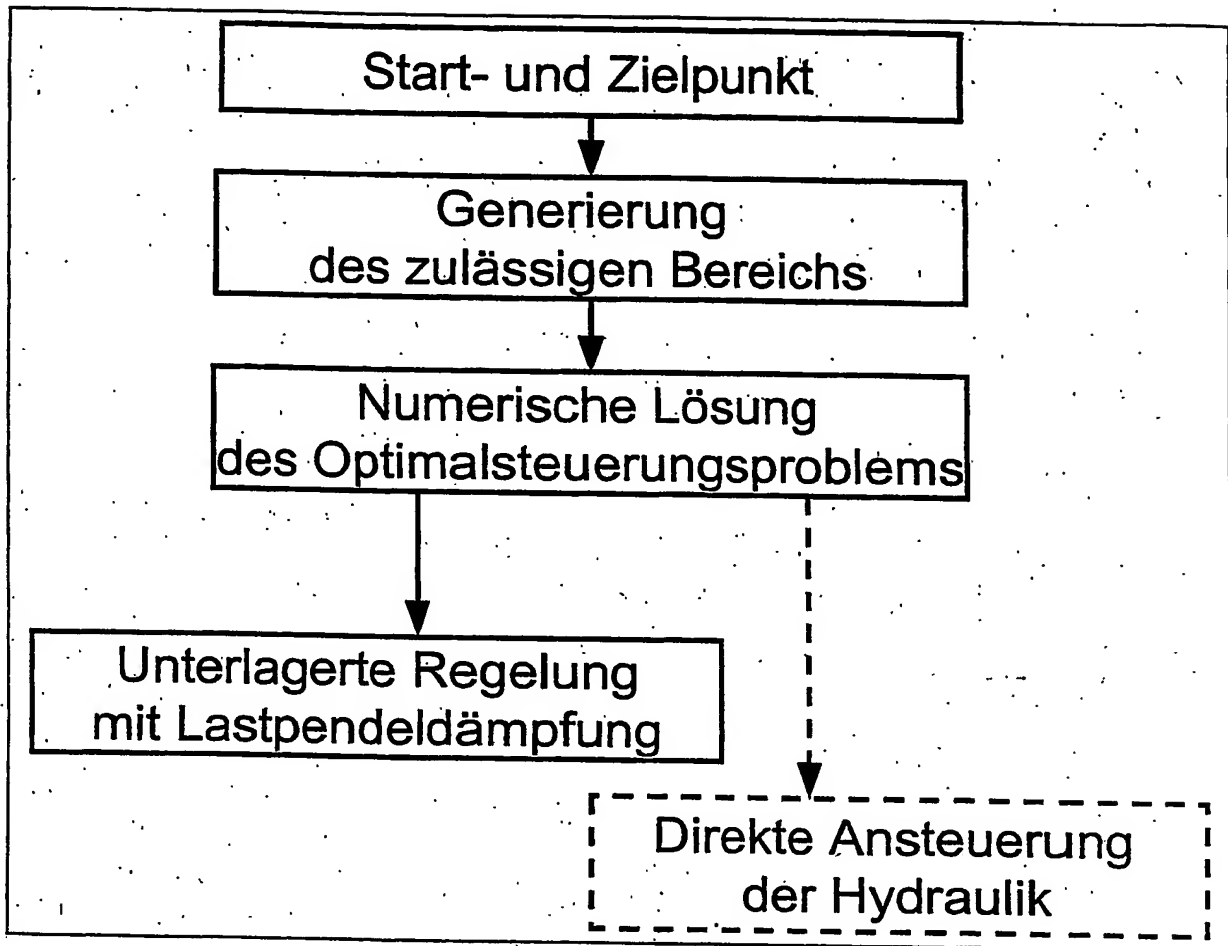 Start- und Zielpunkt
Generierung
des zulässigen Bereichs
Numerische Lösung
des Optimalsteuerungsproblems
Unterlagerte Regelung
mit Lastpendeldämpfung
Direkte Ansteuerung
der Hydraulik